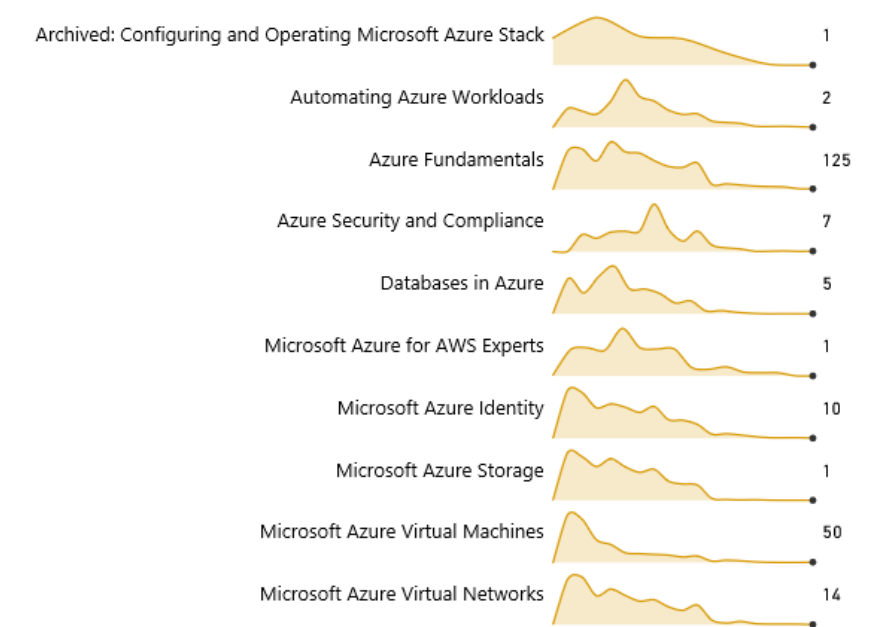 Archived: Configuring and Operating Microsoft Azure Stack 1
Automating Azure Workloads 2
Azure Fundamentals 125
Azure Security and Compliance 7
Databases in Azure 5
Microsoft Azure for AWS Experts 1
Microsoft Azure Identity 10
Microsoft Azure Storage 1
Microsoft Azure Virtual Machines 50
Microsoft Azure Virtual Networks 14